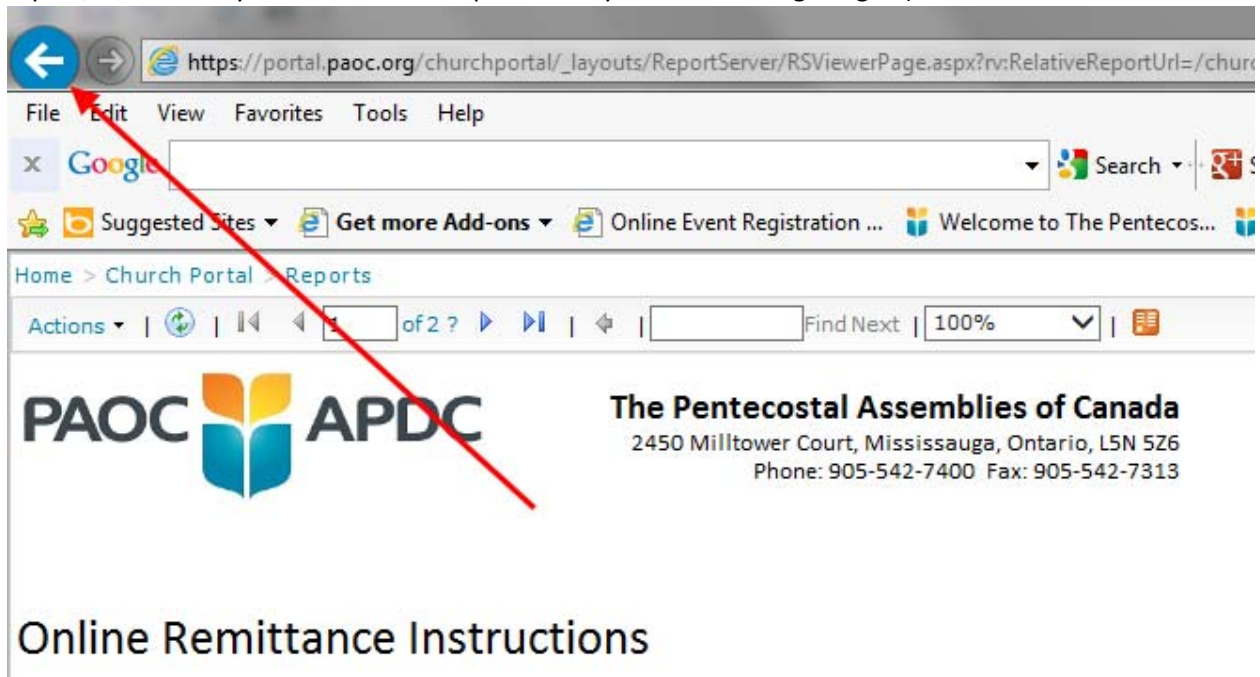 https://portal.paoc.org/churchportal/_layouts/ReportServer/RSViewerPage.aspx?rv:RelativeReportUrl=/churc
File Edit View Favorites Tools Help
x Google Search
Suggested Sites Get more Add-ons Online Event Registration ... Welcome to The Pentecos...
Home > Church Portal > Reports
Actions | | 1 of 2 ? | | Find Next | 100% |
PAOC APDC
The Pentecostal Assemblies of Canada
2450 Milltower Court, Mississauga, Ontario, L5N 5Z6
Phone: 905-542-7400 Fax: 905-542-7313
Online Remittance Instructions